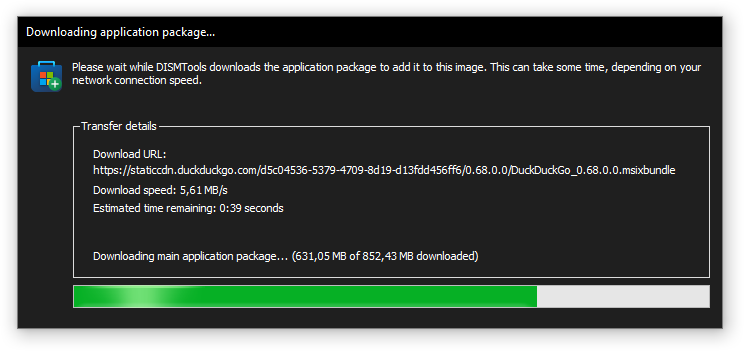 Downloading application package...
Please wait while DISMTools downloads the application package to add it to this image. This can take some time, depending on your
network connection speed.
Transfer details
Download URL:
https://staticcdn.duckduckgo.com/d5c04536-5379-4709-8d19-d13fdd456ff6/0.68.0.0/DuckDuckGo_0.68.0.0.msixbundle
Download speed: 5,61 MB/s
Estimated time remaining: 0:39 seconds
Downloading main application package... (631,05 MB of 852,43 MB downloaded)